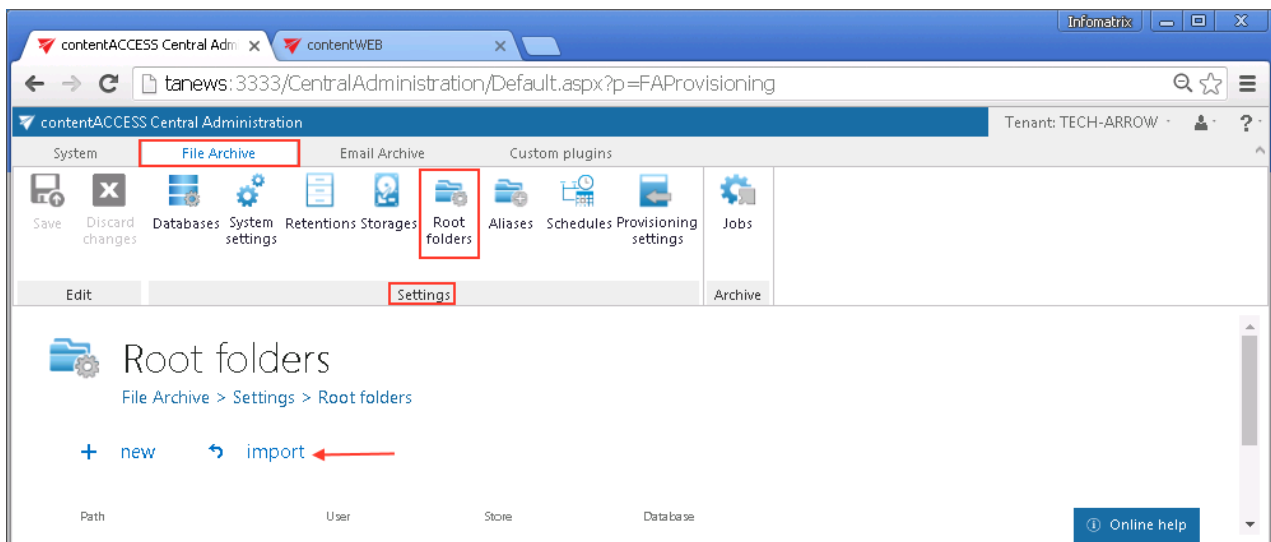 Infomatrix
contentACCESS Central Adm
contentWEB
tanews:3333/CentralAdministration/Default.aspx?p=FAProvisioning
contentACCESS Central Administration
Tenant: TECH-ARROW
?
System
File Archive
Email Archive
Custom plugins
Save
Discard changes
Databases
System settings
Retentions
Storages
Root folders
Aliases
Schedules
Provisioning settings
Jobs
Edit
Settings
Archive
Root folders
File Archive > Settings > Root folders
+ new
import
Path
User
Store
Database
Online help